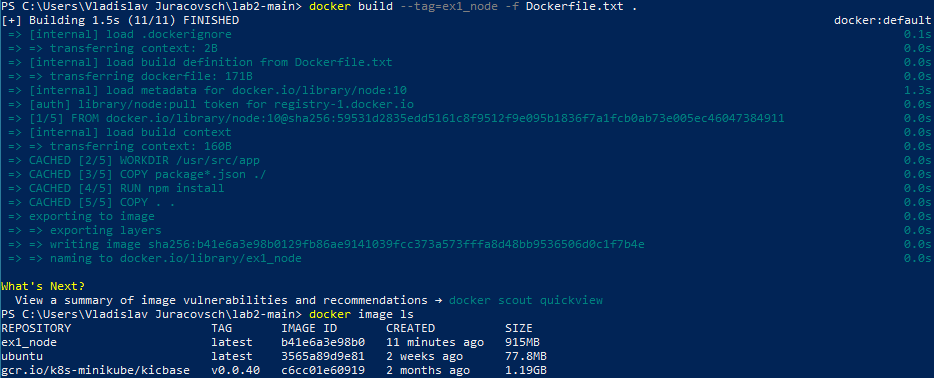 PS C:\Users\Vladislav Juracovsch\lab2-main> docker build --tag=ex1_node -f Dockerfile.txt .
[+] Building 1.5s (11/11) FINISHED docker:default
=> [internal] load .dockerignore 0.1s
=> => transferring context: 2B 0.0s
=> [internal] load build definition from Dockerfile.txt 0.0s
=> => transferring dockerfile: 171B 0.0s
=> [internal] load metadata for docker.io/library/node:10 1.3s
=> [auth] library/node:pull token for registry-1.docker.io 0.0s
=> [1/5] FROM docker.io/library/node:10@sha256:59531d2835edd5161c8f9512f9e095b1836f7a1fcb0ab73e005ec46047384911 0.0s
=> [internal] load build context 0.0s
=> => transferring context: 160B 0.0s
=> CACHED [2/5] WORKDIR /usr/src/app 0.0s
=> CACHED [3/5] COPY package*.json ./ 0.0s
=> CACHED [4/5] RUN npm install 0.0s
=> CACHED [5/5] COPY . . 0.0s
=> exporting to image 0.0s
=> => exporting layers 0.0s
=> => writing image sha256:b41e6a3e98b0129fb86ae9141039fcc373a573fffa8d48bb9536506d0c1f7b4e 0.0s
=> => naming to docker.io/library/ex1_node 0.0s
What's Next?
View a summary of image vulnerabilities and recommendations → docker scout quickview
PS C:\Users\Vladislav Juracovsch\lab2-main> docker image ls
REPOSITORY TAG IMAGE ID CREATED SIZE
ex1_node latest b41e6a3e98b0 11 minutes ago 915MB
ubuntu latest 3565a89d9e81 2 weeks ago 77.8MB
gcr.io/k8s-minikube/kicbase v0.0.40 c6cc01e60919 2 months ago 1.19GB